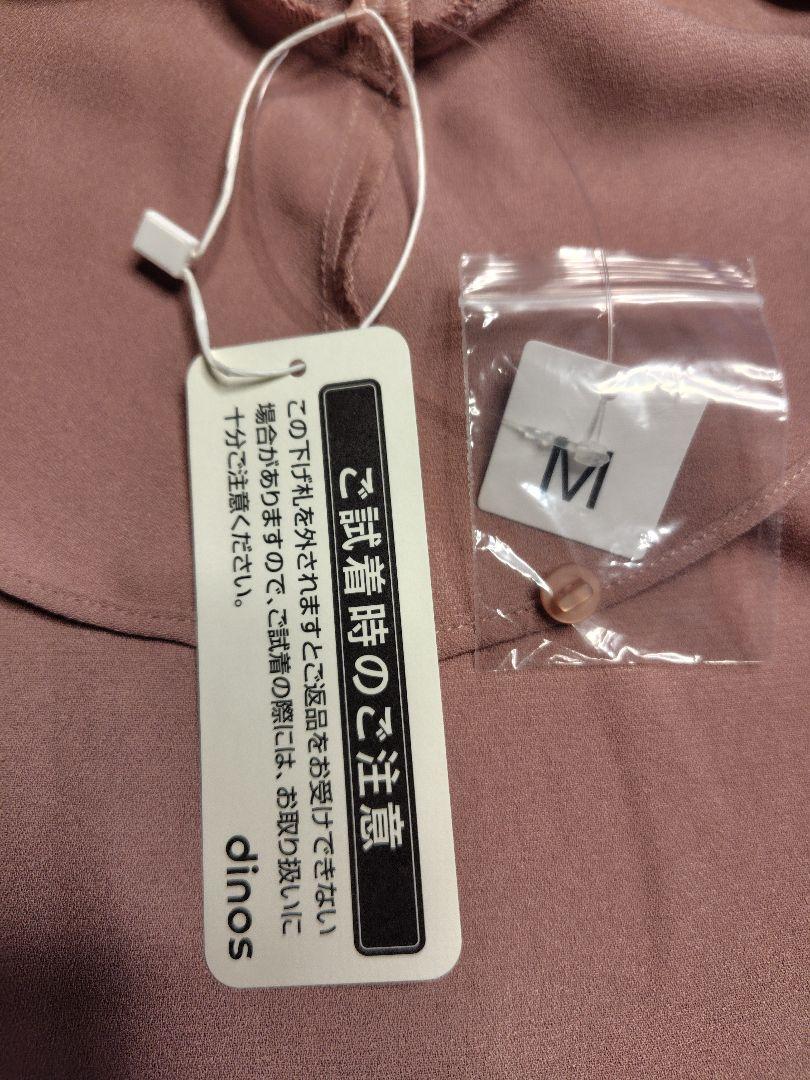 ご試着時のご注意
この下げ札を外されますとご返品をお受けできない
場合がありますので、ご試着の際には、お取り扱いに
十分ご注意ください。
dinos
M